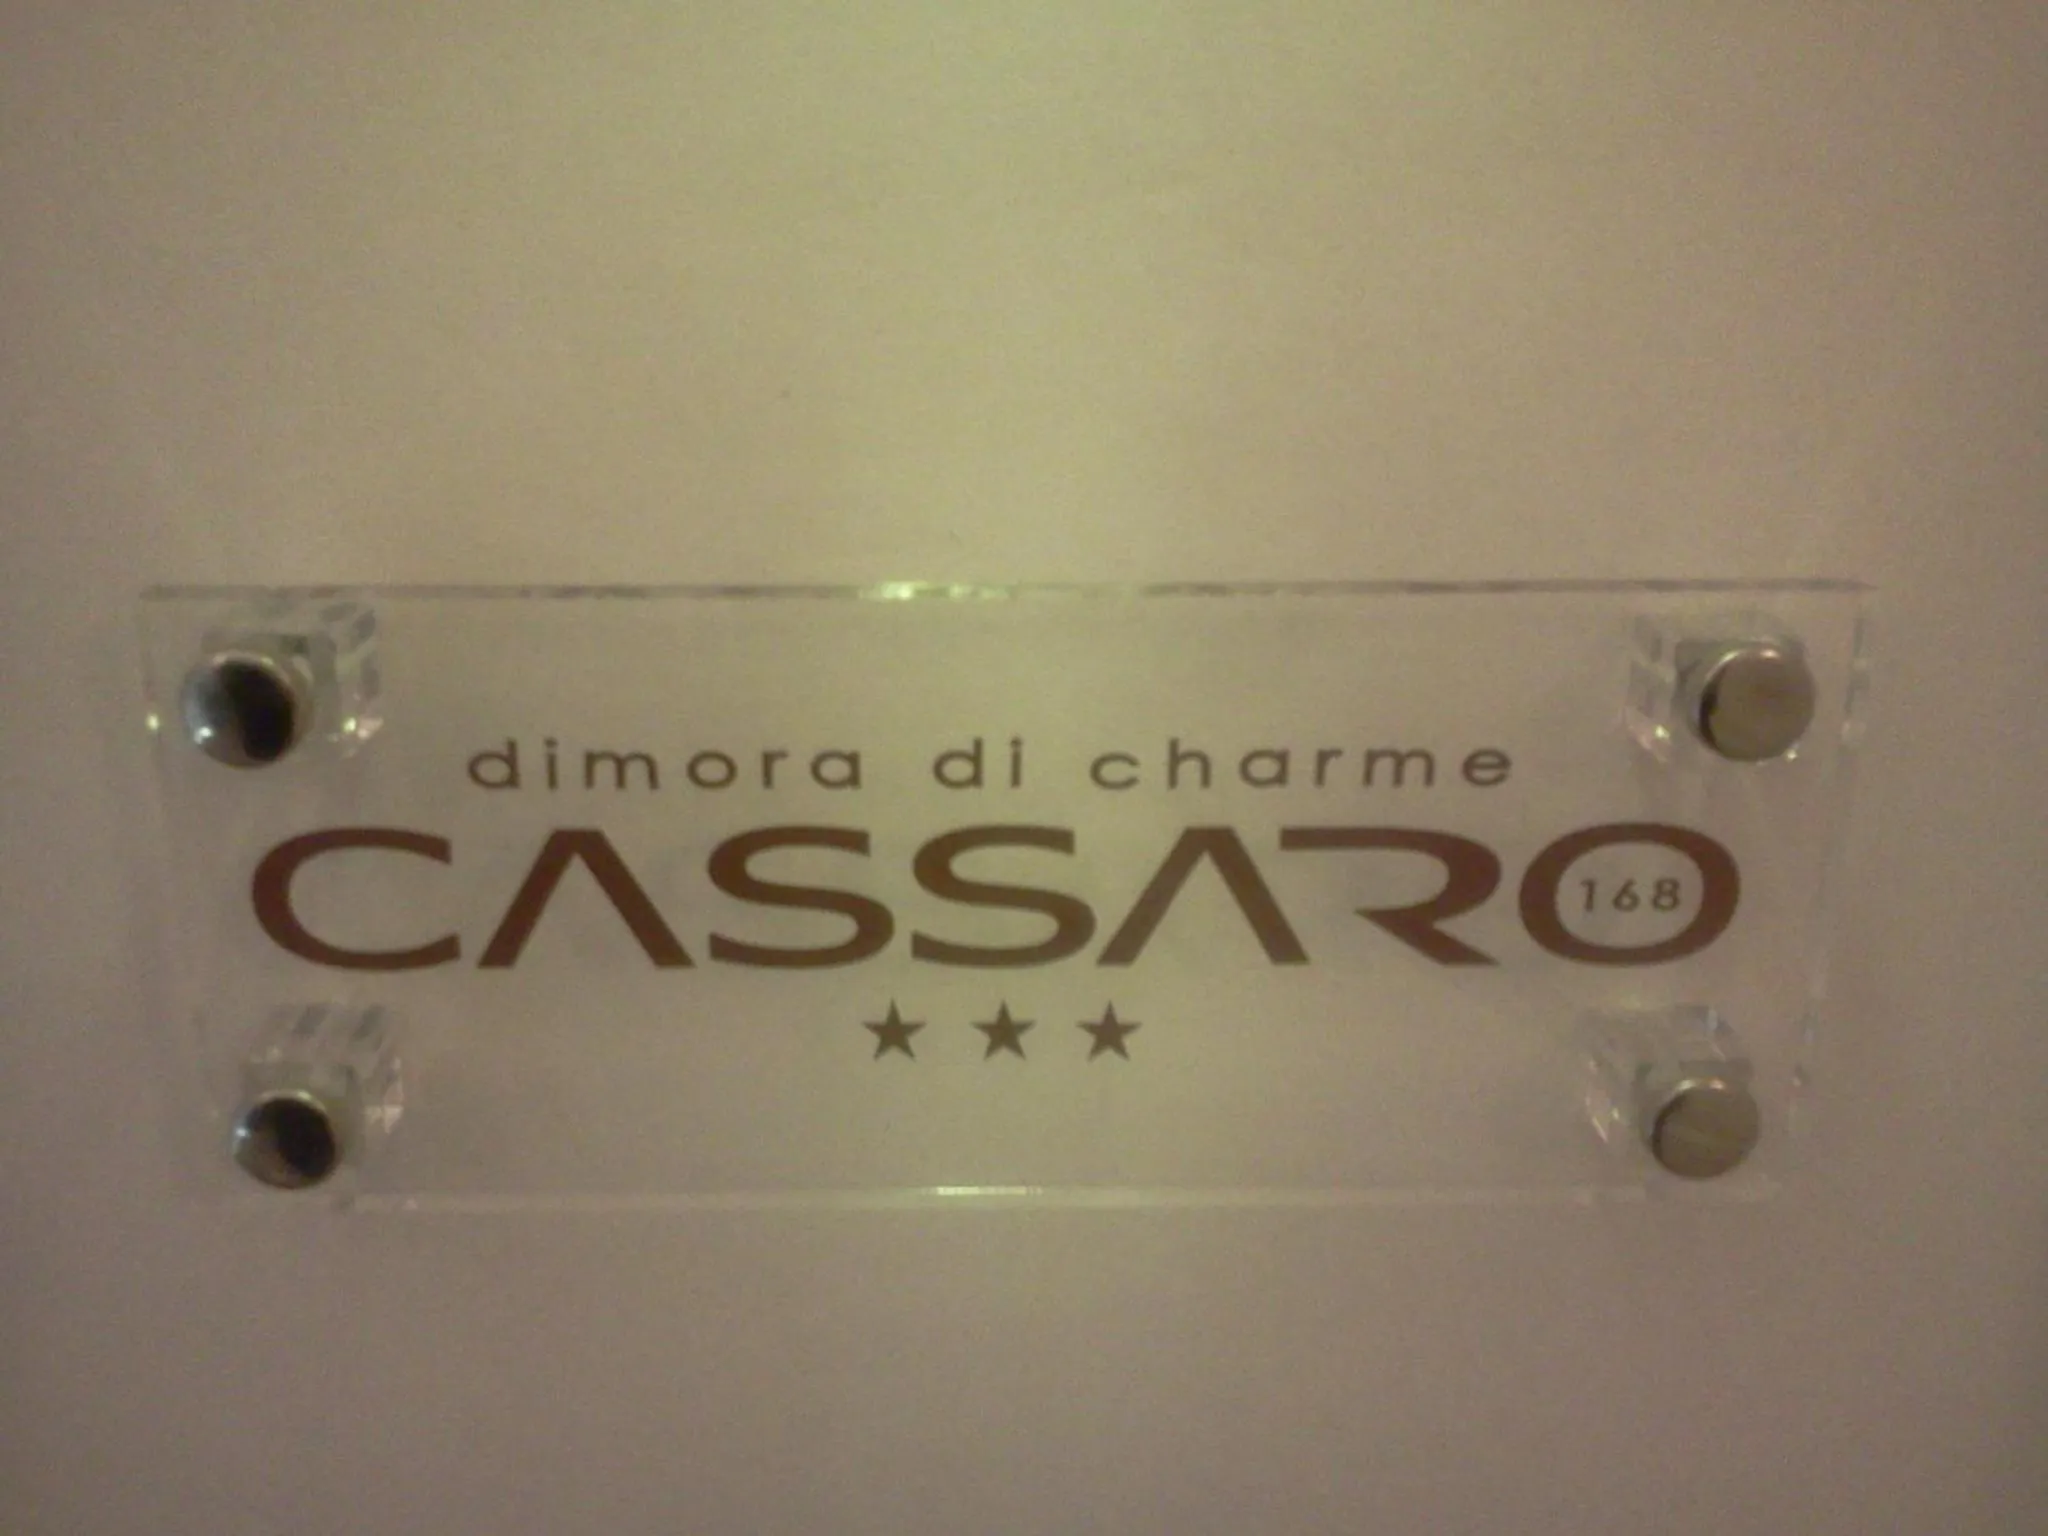 dimora di charme
CASSARO 168
★ ★ ★